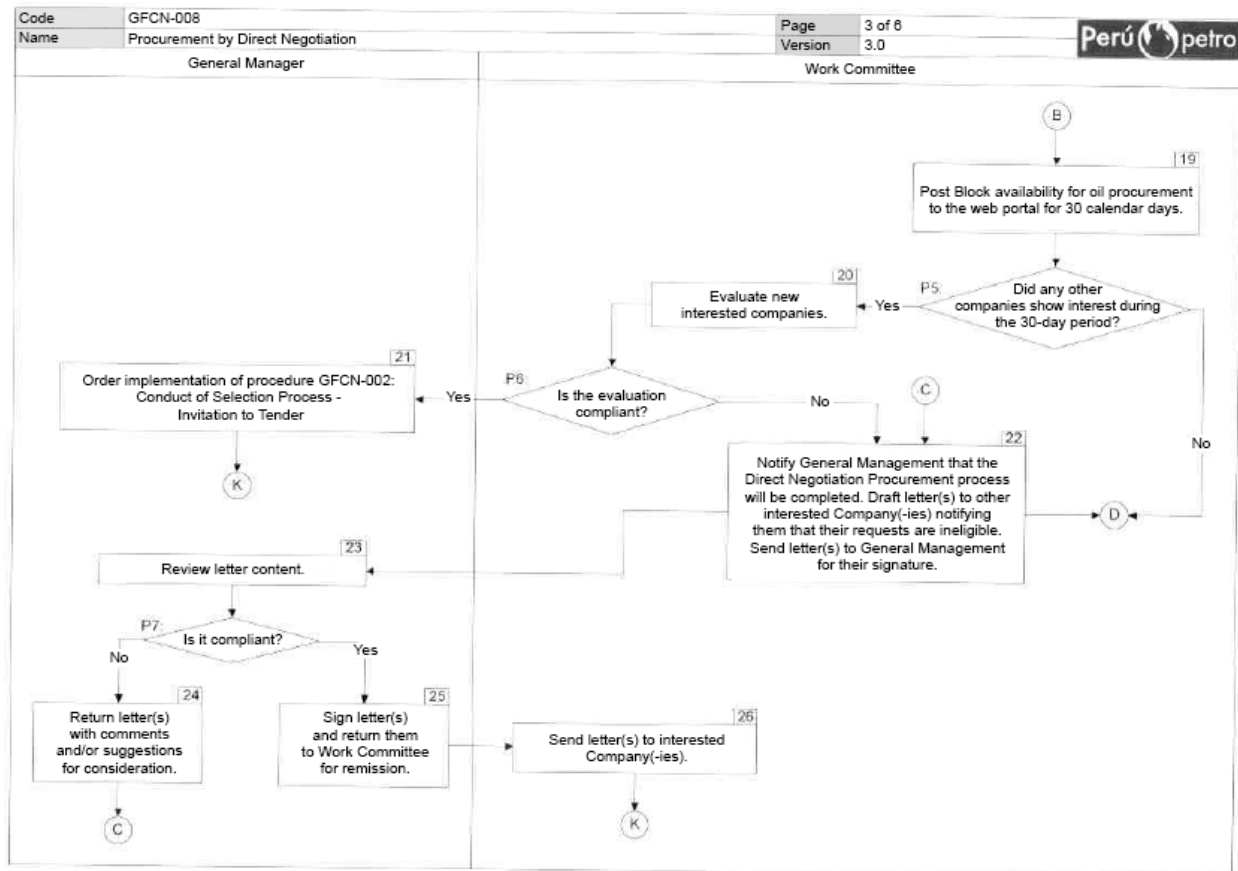 Code GFCN-008 Page 3 of 6
Name Procurement by Direct Negotiation Version 3.0
Perú petro
General Manager
Work Committee
B
19
Post Block availability for oil procurement
to the web portal for 30 calendar days.
P5:
Did any other
companies show interest during
the 30-day period?
Yes
No
20
Evaluate new
interested companies.
P6:
Is the evaluation
compliant?
Yes
No
21
Order implementation of procedure GFCN-002:
Conduct of Selection Process -
Invitation to Tender
K
C
22
Notify General Management that the
Direct Negotiation Procurement process
will be completed. Draft letter(s) to other
interested Company(-ies) notifying
them that their requests are ineligible.
Send letter(s) to General Management
for their signature.
D
23
Review letter content.
P7:
Is it compliant?
No
Yes
24
Return letter(s)
with comments
and/or suggestions
for consideration.
C
25
Sign letter(s)
and return them
to Work Committee
for remission.
26
Send letter(s) to interested
Company(-ies).
K